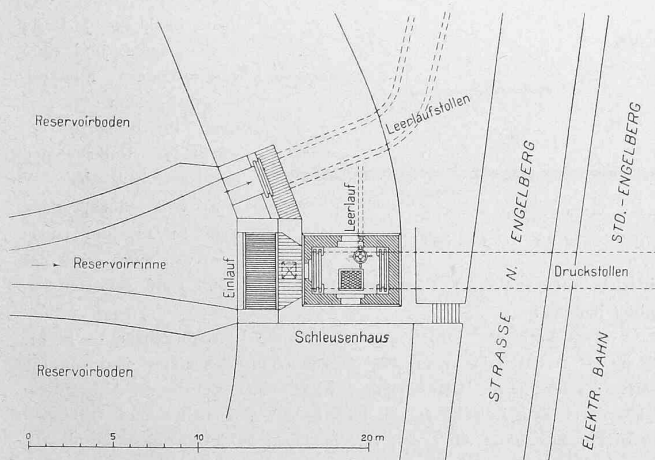 Reservoirboden
Leerlaufstollen
STRASSE N. ENGELBERG
ELEKTR. BAHN STD.-ENGELBERG
Leerlauf
Reservoirrinne
Einlauf
Druckstollen
Schleusenhaus
Reservoirboden
0 5 10 20 m